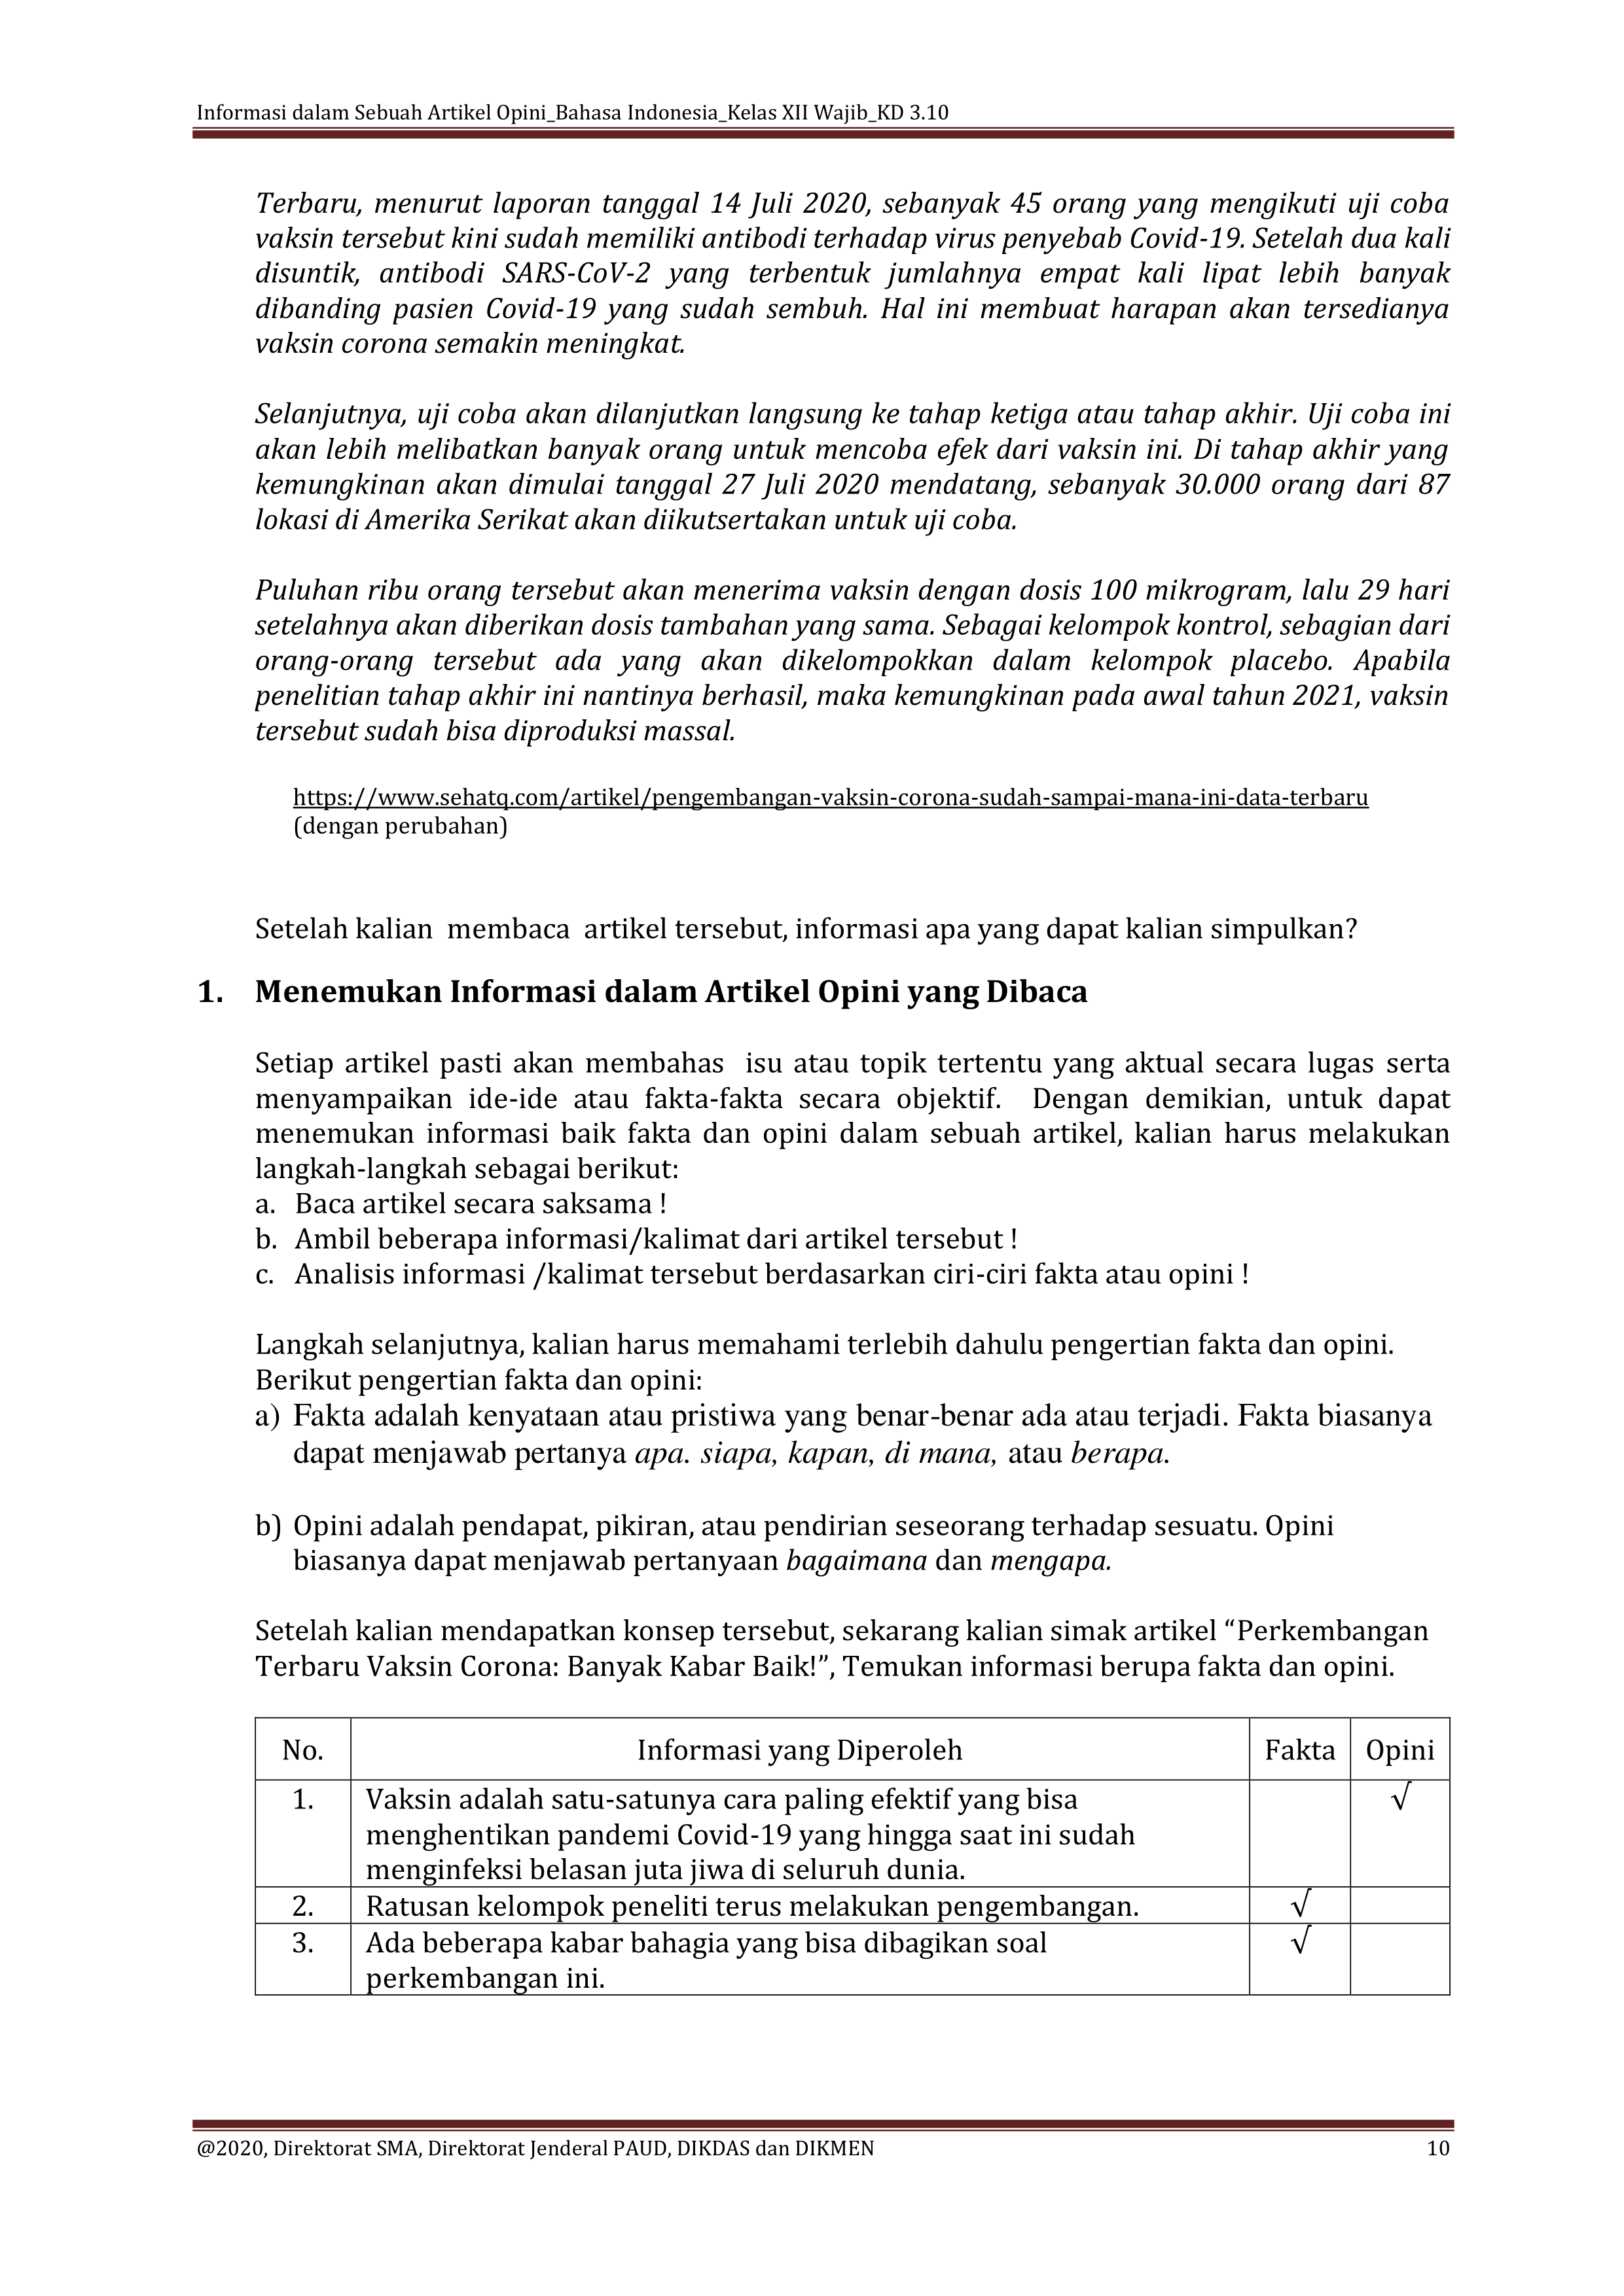 Informasi dalam Sebuah Artikel Opini_Bahasa Indonesia_Kelas XII Wajib_KD 3.10
Terbaru, menurut laporan tanggal 14 Juli 2020, sebanyak 45 orang yang mengikuti uji coba
vaksin tersebut kini sudah memiliki antibodi terhadap virus penyebab Covid-19. Setelah dua kali
disuntik, antibodi SARS-CoV-2 yang terbentuk jumlahnya empat kali lipat lebih banyak
dibanding pasien Covid-19 yang sudah sembuh. Hal ini membuat harapan akan tersedianya
vaksin corona semakin meningkat.
Selanjutnya, uji coba akan dilanjutkan langsung ke tahap ketiga atau tahap akhir. Uji coba ini
akan lebih melibatkan banyak orang untuk mencoba efek dari vaksin ini. Di tahap akhir yang
kemungkinan akan dimulai tanggal 27 Juli 2020 mendatang, sebanyak 30.000 orang dari 87
lokasi di Amerika Serikat akan diikutsertakan untuk uji coba.
Puluhan ribu orang tersebut akan menerima vaksin dengan dosis 100 mikrogram, lalu 29 hari
setelahnya akan diberikan dosis tambahan yang sama. Sebagai kelompok kontrol, sebagian dari
orang-orang tersebut ada yang akan dikelompokkan dalam kelompok placebo. Apabila
penelitian tahap akhir ini nantinya berhasil, maka kemungkinan pada awal tahun 2021, vaksin
tersebut sudah bisa diproduksi massal.
https://www.sehatq.com/artikel/pengembangan-vaksin-corona-sudah-sampai-mana-ini-data-terbaru
(dengan perubahan)
Setelah kalian membaca artikel tersebut, informasi apa yang dapat kalian simpulkan?
1. Menemukan Informasi dalam Artikel Opini yang Dibaca
Setiap artikel pasti akan membahas isu atau topik tertentu yang aktual secara lugas serta
menyampaikan ide-ide atau fakta-fakta secara objektif. Dengan demikian, untuk dapat
menemukan informasi baik fakta dan opini dalam sebuah artikel, kalian harus melakukan
langkah-langkah sebagai berikut:
a. Baca artikel secara saksama !
b. Ambil beberapa informasi/kalimat dari artikel tersebut !
c. Analisis informasi /kalimat tersebut berdasarkan ciri-ciri fakta atau opini !
Langkah selanjutnya, kalian harus memahami terlebih dahulu pengertian fakta dan opini.
Berikut pengertian fakta dan opini:
a) Fakta adalah kenyataan atau pristiwa yang benar-benar ada atau terjadi. Fakta biasanya
dapat menjawab pertanya apa. siapa, kapan, di mana, atau berapa.
b) Opini adalah pendapat, pikiran, atau pendirian seseorang terhadap sesuatu. Opini
biasanya dapat menjawab pertanyaan bagaimana dan mengapa.
Setelah kalian mendapatkan konsep tersebut, sekarang kalian simak artikel “Perkembangan
Terbaru Vaksin Corona: Banyak Kabar Baik!”, Temukan informasi berupa fakta dan opini.
No. Informasi yang Diperoleh Fakta Opini
1. Vaksin adalah satu-satunya cara paling efektif yang bisa √
menghentikan pandemi Covid-19 yang hingga saat ini sudah
menginfeksi belasan juta jiwa di seluruh dunia.
2. Ratusan kelompok peneliti terus melakukan pengembangan. √
3. Ada beberapa kabar bahagia yang bisa dibagikan soal √
perkembangan ini.
@2020, Direktorat SMA, Direktorat Jenderal PAUD, DIKDAS dan DIKMEN 10